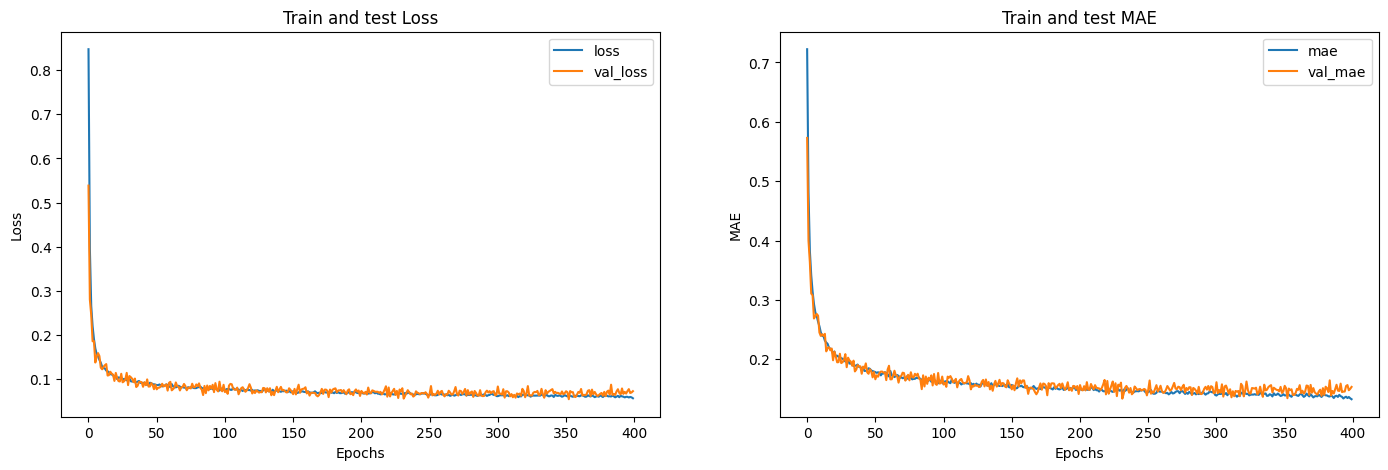 Train and test Loss
loss
val_loss
0.8
0.7
0.6
0.5
0.4
0.3
0.2
0.1
Loss
0 50 100 150 200 250 300 350 400
Epochs
Train and test MAE
mae
val_mae
0.7
0.6
0.5
0.4
0.3
0.2
MAE
0 50 100 150 200 250 300 350 400
Epochs